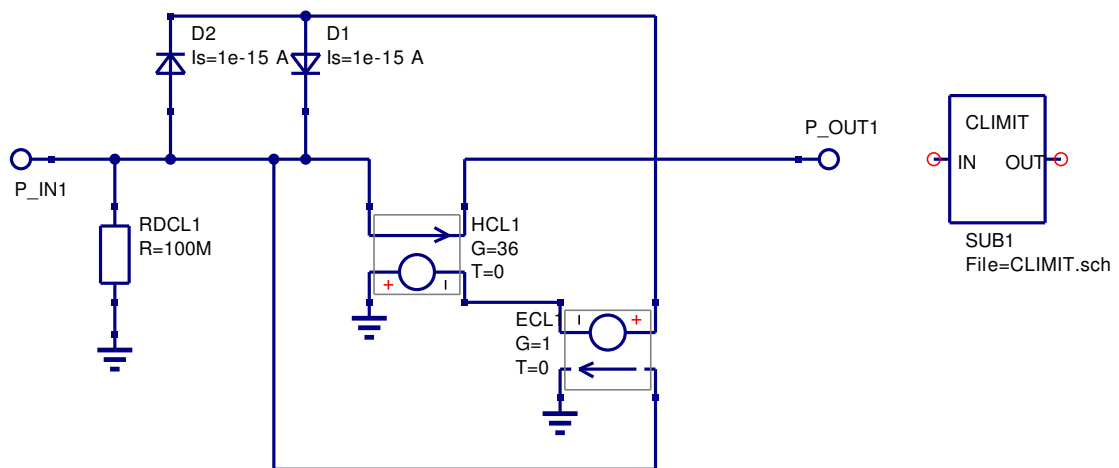 D2
Is=1e-15 A
D1
Is=1e-15 A
P_IN1
RDCL1
R=100M
HCL1
G=36
T=0
+
-
ECL1
G=1
T=0
-
+
P_OUT1
CLIMIT
IN
OUT
SUB1
File=CLIMIT.sch